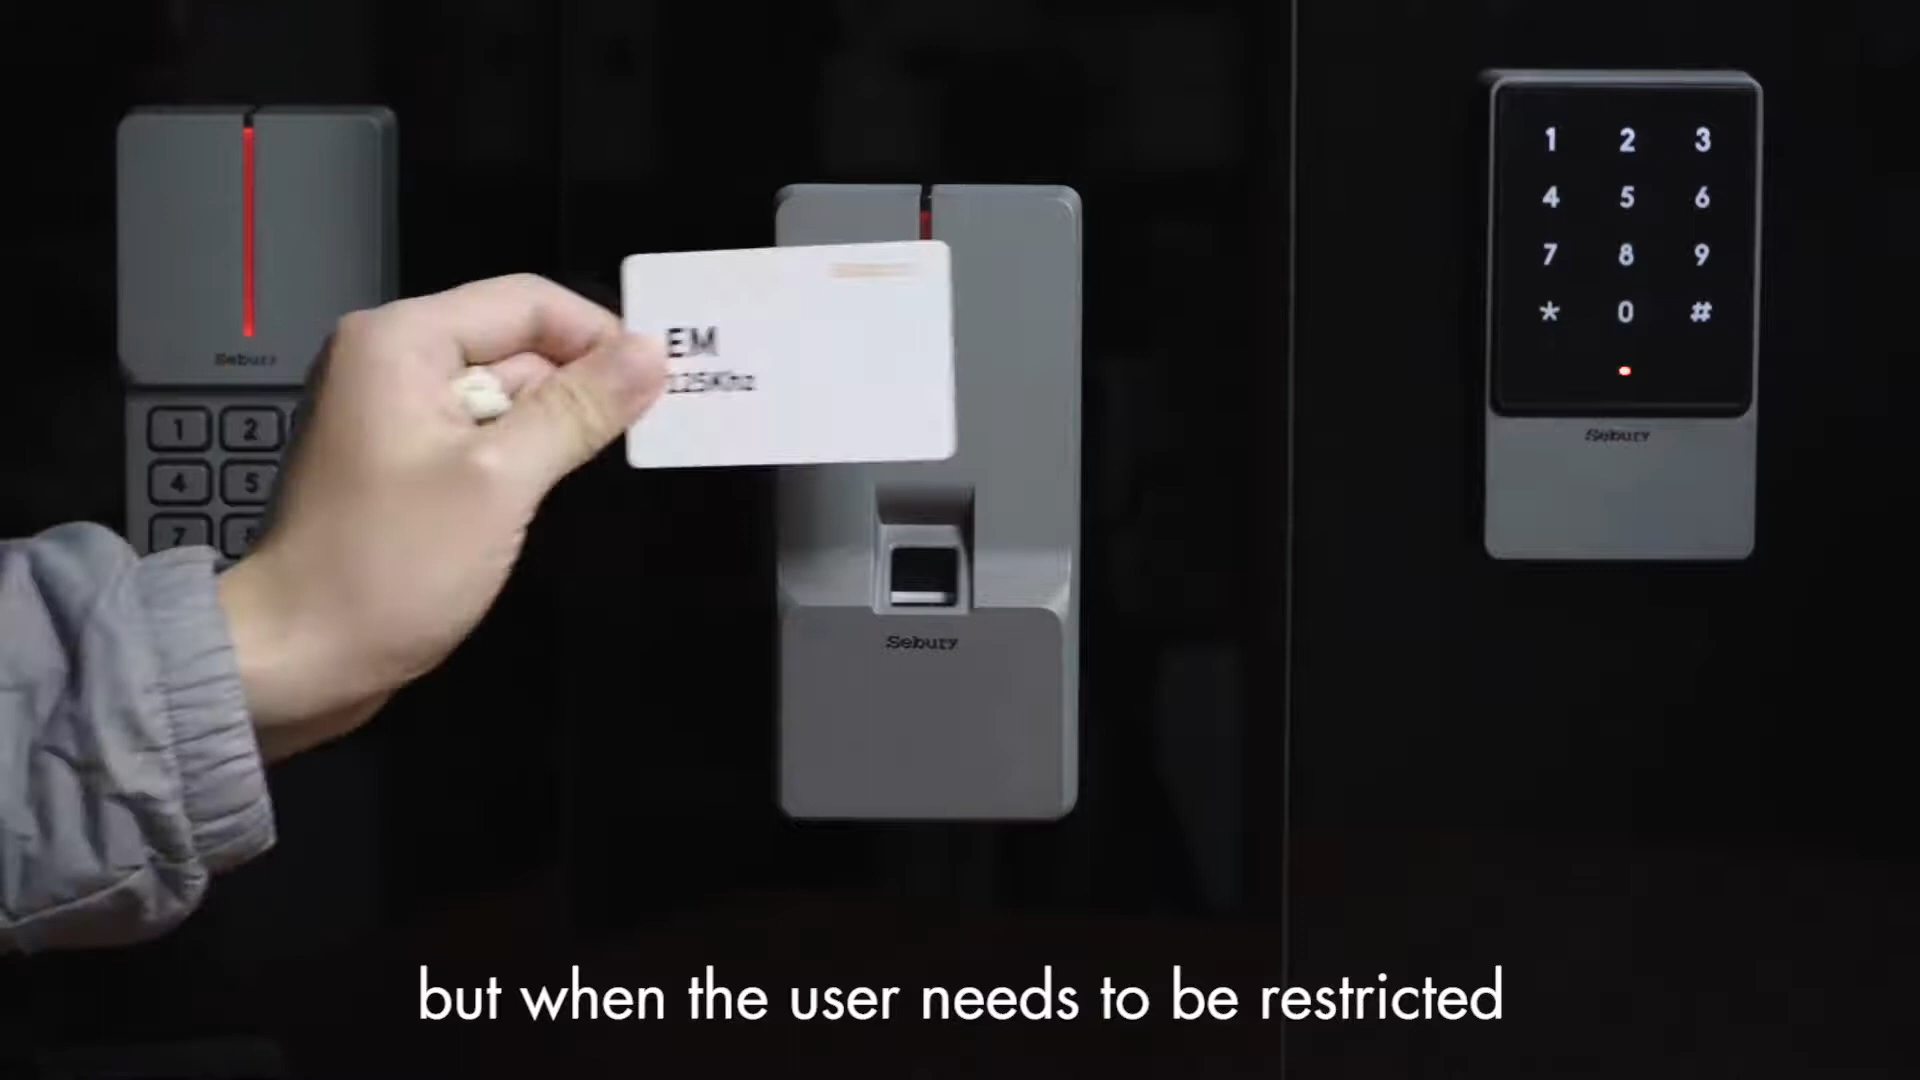 Sebury
1 2
4 5
7
EM
125Khz
Sebury
1 2 3
4 5 6
7 8 9
* 0 #
Sebury
but when the user needs to be restricted